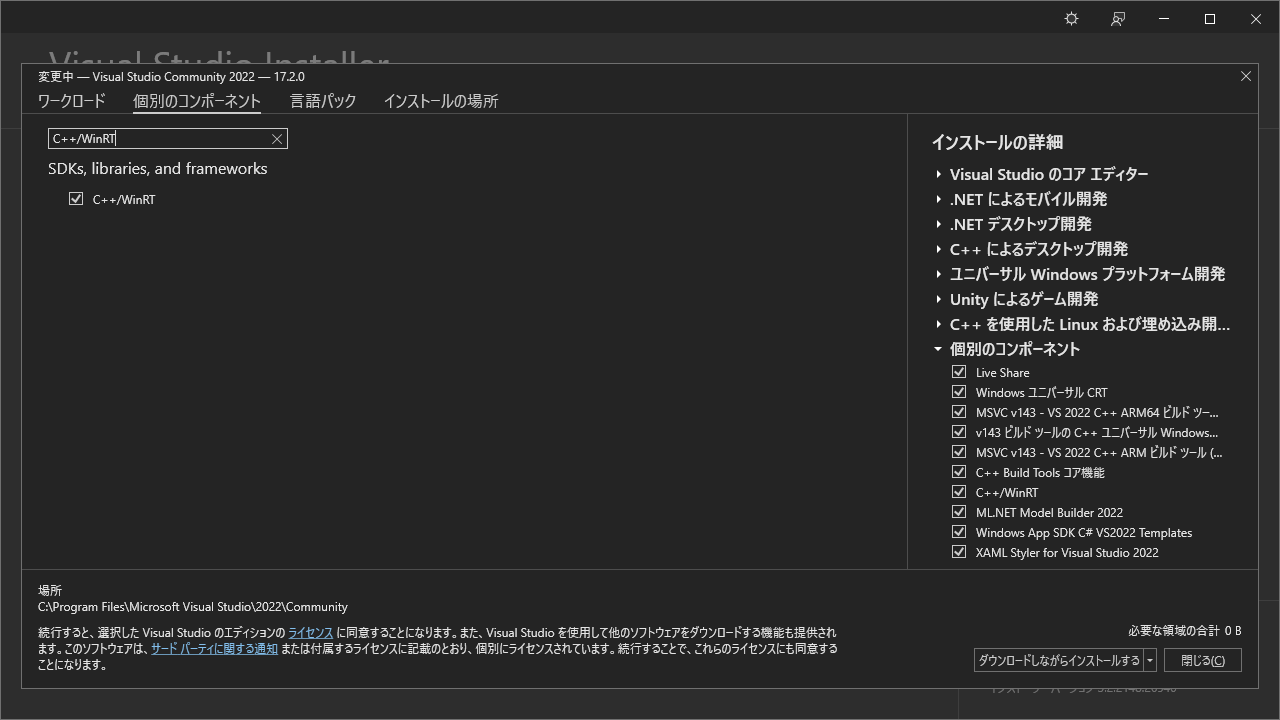 Visual Studio Installer
変更中 — Visual Studio Community 2022 — 17.2.0
ワークロード 個別のコンポーネント 言語パック インストールの場所
C++/WinRT
SDKs, libraries, and frameworks
C++/WinRT
インストールの詳細
Visual Studio のコア エディター
.NET によるモバイル開発
.NET デスクトップ開発
C++ によるデスクトップ開発
ユニバーサル Windows プラットフォーム開発
Unity によるゲーム開発
C++ を使用した Linux および埋め込み開...
個別のコンポーネント
Live Share
Windows ユニバーサル CRT
MSVC v143 - VS 2022 C++ ARM64 ビルド ツー...
v143 ビルド ツールの C++ ユニバーサル Windows...
MSVC v143 - VS 2022 C++ ARM ビルド ツール (...
C++ Build Tools コア機能
C++/WinRT
ML.NET Model Builder 2022
Windows App SDK C# VS2022 Templates
XAML Styler for Visual Studio 2022
場所
C:\Program Files\Microsoft Visual Studio\2022\Community
続行すると、選択した Visual Studio のエディションの ライセンス に同意することになります。また、Visual Studio を使用して他のソフトウェアをダウンロードする機能も提供され
ます。このソフトウェアは、サード パーティに関する通知 または付属するライセンスに記載のとおり、個別にライセンスされています。続行することで、これらのライセンスにも同意する
ことになります。
必要な領域の合計 0 B
ダウンロードしながらインストールする 閉じる(C)